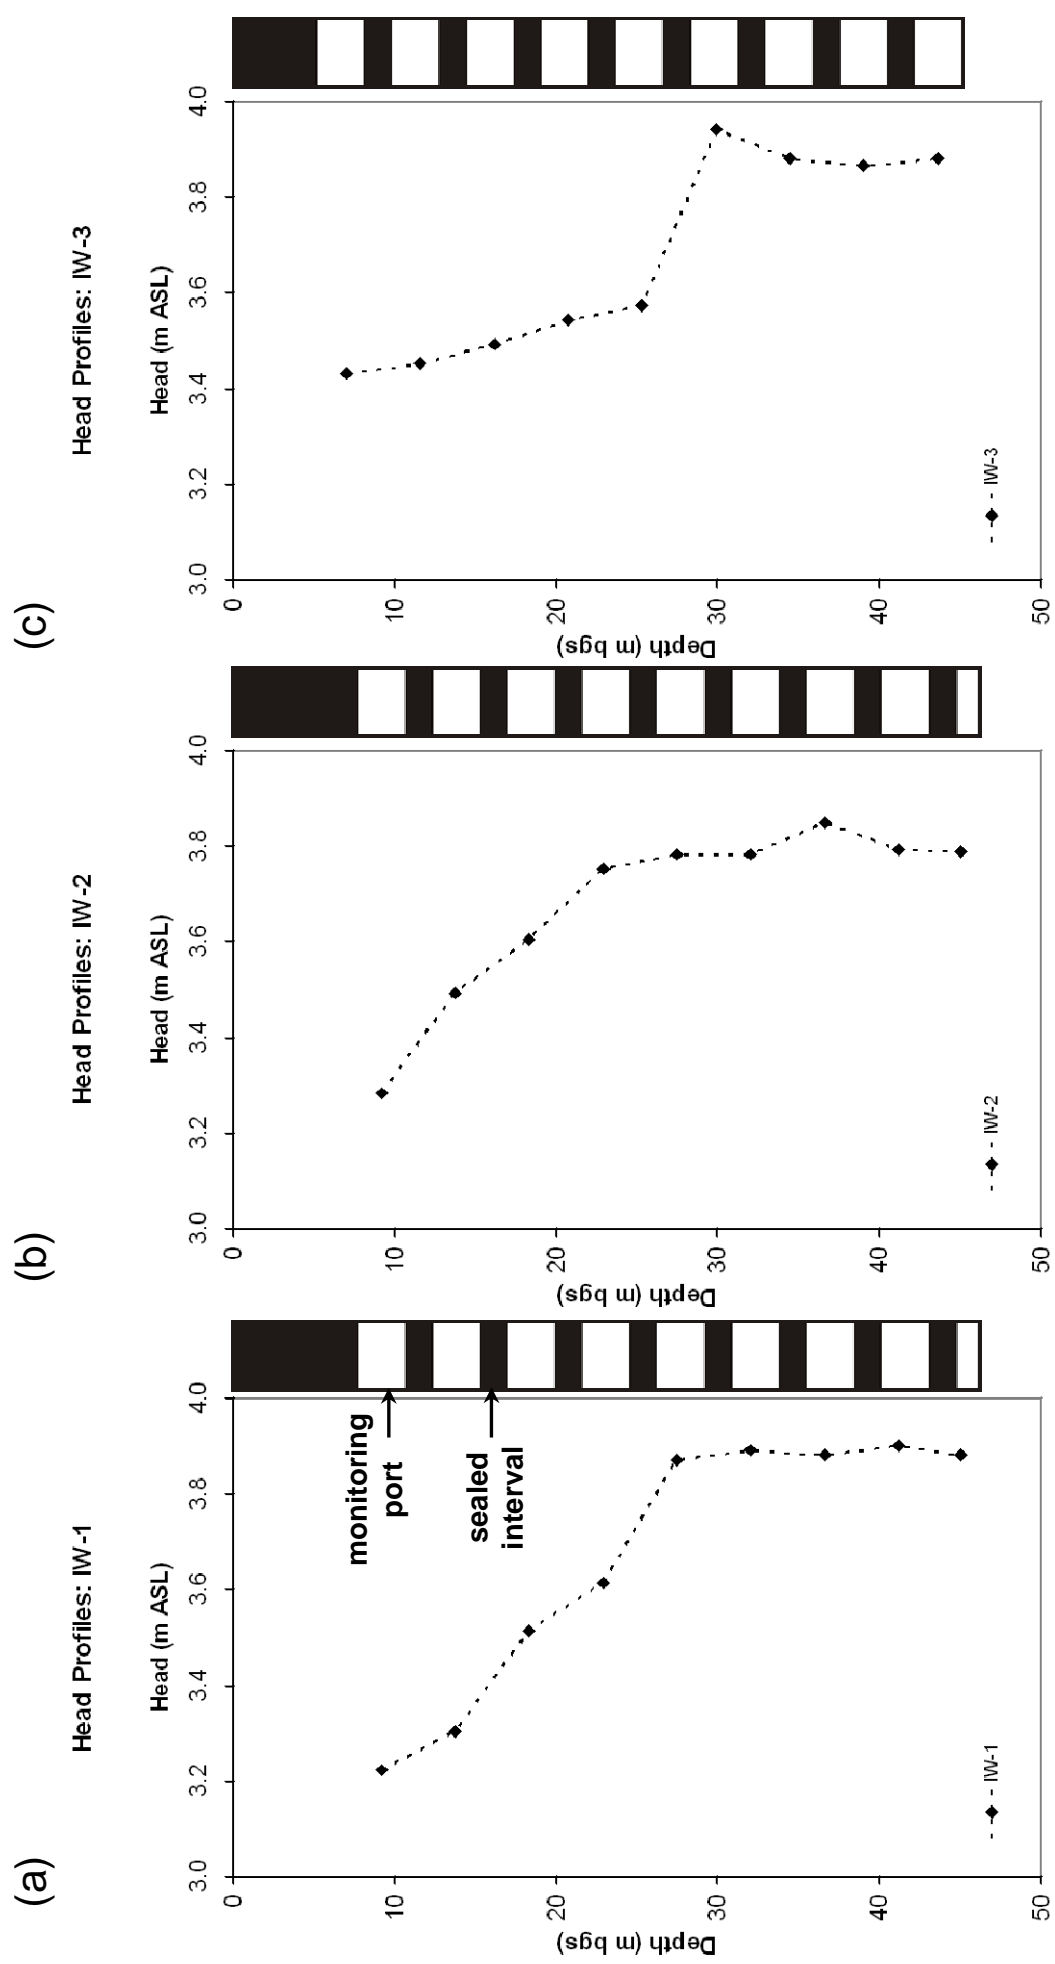 (a)
Head Profiles: IW-1
Head (m ASL)
3.0 3.2 3.4 3.6 3.8 4.0
0
10
20
30
40
50
Depth (m bgs)
monitoring
port
sealed
interval
IW-1
(b)
Head Profiles: IW-2
Head (m ASL)
3.0 3.2 3.4 3.6 3.8 4.0
0
10
20
30
40
50
Depth (m bgs)
IW-2
(c)
Head Profiles: IW-3
Head (m ASL)
3.0 3.2 3.4 3.6 3.8 4.0
0
10
20
30
40
50
Depth (m bgs)
IW-3